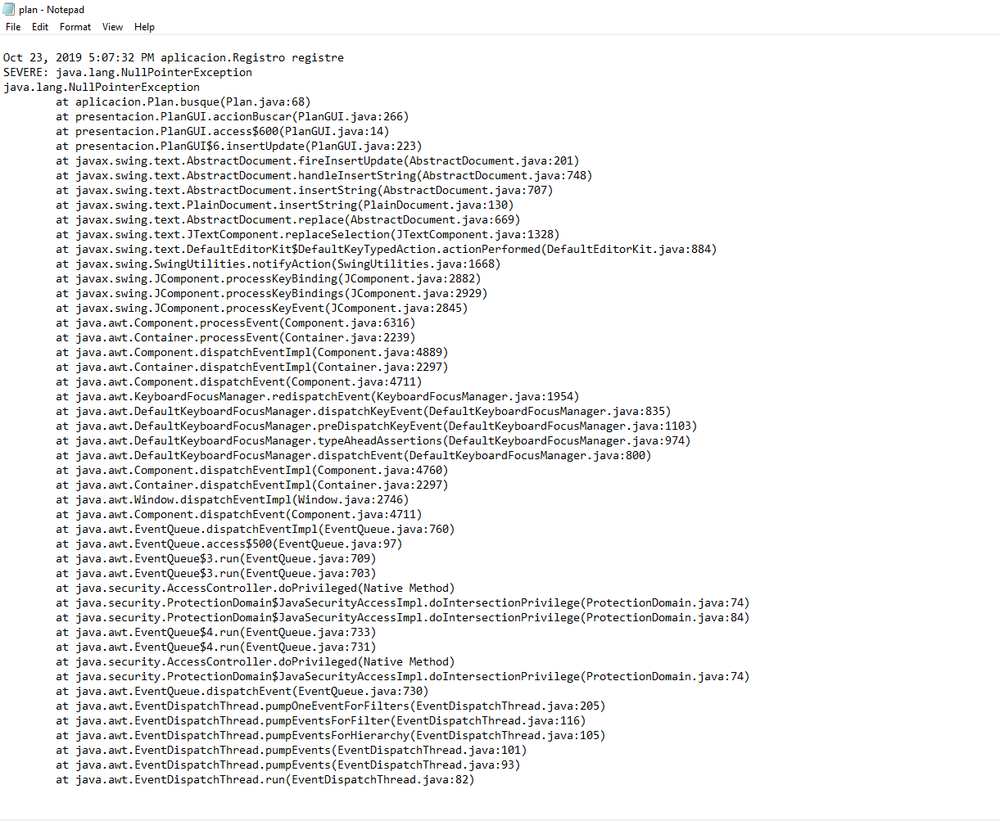 plan - Notepad
File Edit Format View Help
Oct 23, 2019 5:07:32 PM aplicacion.Registro registre
SEVERE: java.lang.NullPointerException
java.lang.NullPointerException
at aplicacion.Plan.busque(Plan.java:68)
at presentacion.PlanGUI.accionBuscar(PlanGUI.java:266)
at presentacion.PlanGUI.access$600(PlanGUI.java:14)
at presentacion.PlanGUI$6.insertUpdate(PlanGUI.java:223)
at javax.swing.text.AbstractDocument.fireInsertUpdate(AbstractDocument.java:201)
at javax.swing.text.AbstractDocument.handleInsertString(AbstractDocument.java:748)
at javax.swing.text.AbstractDocument.insertString(AbstractDocument.java:707)
at javax.swing.text.PlainDocument.insertString(PlainDocument.java:130)
at javax.swing.text.AbstractDocument.replace(AbstractDocument.java:669)
at javax.swing.text.JTextComponent.replaceSelection(JTextComponent.java:1328)
at javax.swing.text.DefaultEditorKit$DefaultKeyTypedAction.actionPerformed(DefaultEditorKit.java:884)
at javax.swing.SwingUtilities.notifyAction(SwingUtilities.java:1668)
at javax.swing.JComponent.processKeyBinding(JComponent.java:2882)
at javax.swing.JComponent.processKeyBindings(JComponent.java:2929)
at javax.swing.JComponent.processKeyEvent(JComponent.java:2845)
at java.awt.Component.processEvent(Component.java:6316)
at java.awt.Container.processEvent(Container.java:2239)
at java.awt.Component.dispatchEventImpl(Component.java:4889)
at java.awt.Container.dispatchEventImpl(Container.java:2297)
at java.awt.Component.dispatchEvent(Component.java:4711)
at java.awt.KeyboardFocusManager.redispatchEvent(KeyboardFocusManager.java:1954)
at java.awt.DefaultKeyboardFocusManager.dispatchKeyEvent(DefaultKeyboardFocusManager.java:835)
at java.awt.DefaultKeyboardFocusManager.preDispatchKeyEvent(DefaultKeyboardFocusManager.java:1103)
at java.awt.DefaultKeyboardFocusManager.typeAheadAssertions(DefaultKeyboardFocusManager.java:974)
at java.awt.DefaultKeyboardFocusManager.dispatchEvent(DefaultKeyboardFocusManager.java:800)
at java.awt.Component.dispatchEventImpl(Component.java:4760)
at java.awt.Container.dispatchEventImpl(Container.java:2297)
at java.awt.Window.dispatchEventImpl(Window.java:2746)
at java.awt.Component.dispatchEvent(Component.java:4711)
at java.awt.EventQueue.dispatchEventImpl(EventQueue.java:760)
at java.awt.EventQueue.access$500(EventQueue.java:97)
at java.awt.EventQueue$3.run(EventQueue.java:709)
at java.awt.EventQueue$3.run(EventQueue.java:703)
at java.security.AccessController.doPrivileged(Native Method)
at java.security.ProtectionDomain$JavaSecurityAccessImpl.doIntersectionPrivilege(ProtectionDomain.java:74)
at java.security.ProtectionDomain$JavaSecurityAccessImpl.doIntersectionPrivilege(ProtectionDomain.java:84)
at java.awt.EventQueue$4.run(EventQueue.java:733)
at java.awt.EventQueue$4.run(EventQueue.java:731)
at java.security.AccessController.doPrivileged(Native Method)
at java.security.ProtectionDomain$JavaSecurityAccessImpl.doIntersectionPrivilege(ProtectionDomain.java:74)
at java.awt.EventQueue.dispatchEvent(EventQueue.java:730)
at java.awt.EventDispatchThread.pumpOneEventForFilters(EventDispatchThread.java:205)
at java.awt.EventDispatchThread.pumpEventsForFilter(EventDispatchThread.java:116)
at java.awt.EventDispatchThread.pumpEventsForHierarchy(EventDispatchThread.java:105)
at java.awt.EventDispatchThread.pumpEvents(EventDispatchThread.java:101)
at java.awt.EventDispatchThread.pumpEvents(EventDispatchThread.java:93)
at java.awt.EventDispatchThread.run(EventDispatchThread.java:82)